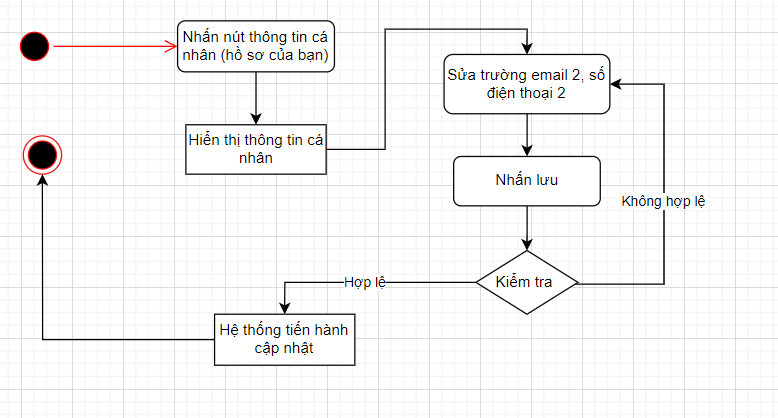 Nhấn nút thông tin cá
nhân (hồ sơ của bạn)
Hiển thị thông tin cá
nhân
Sửa trường email 2, số
điện thoại 2
Nhấn lưu
Không hợp lệ
Kiểm tra
Hợp lệ
Hệ thống tiến hành
cập nhật